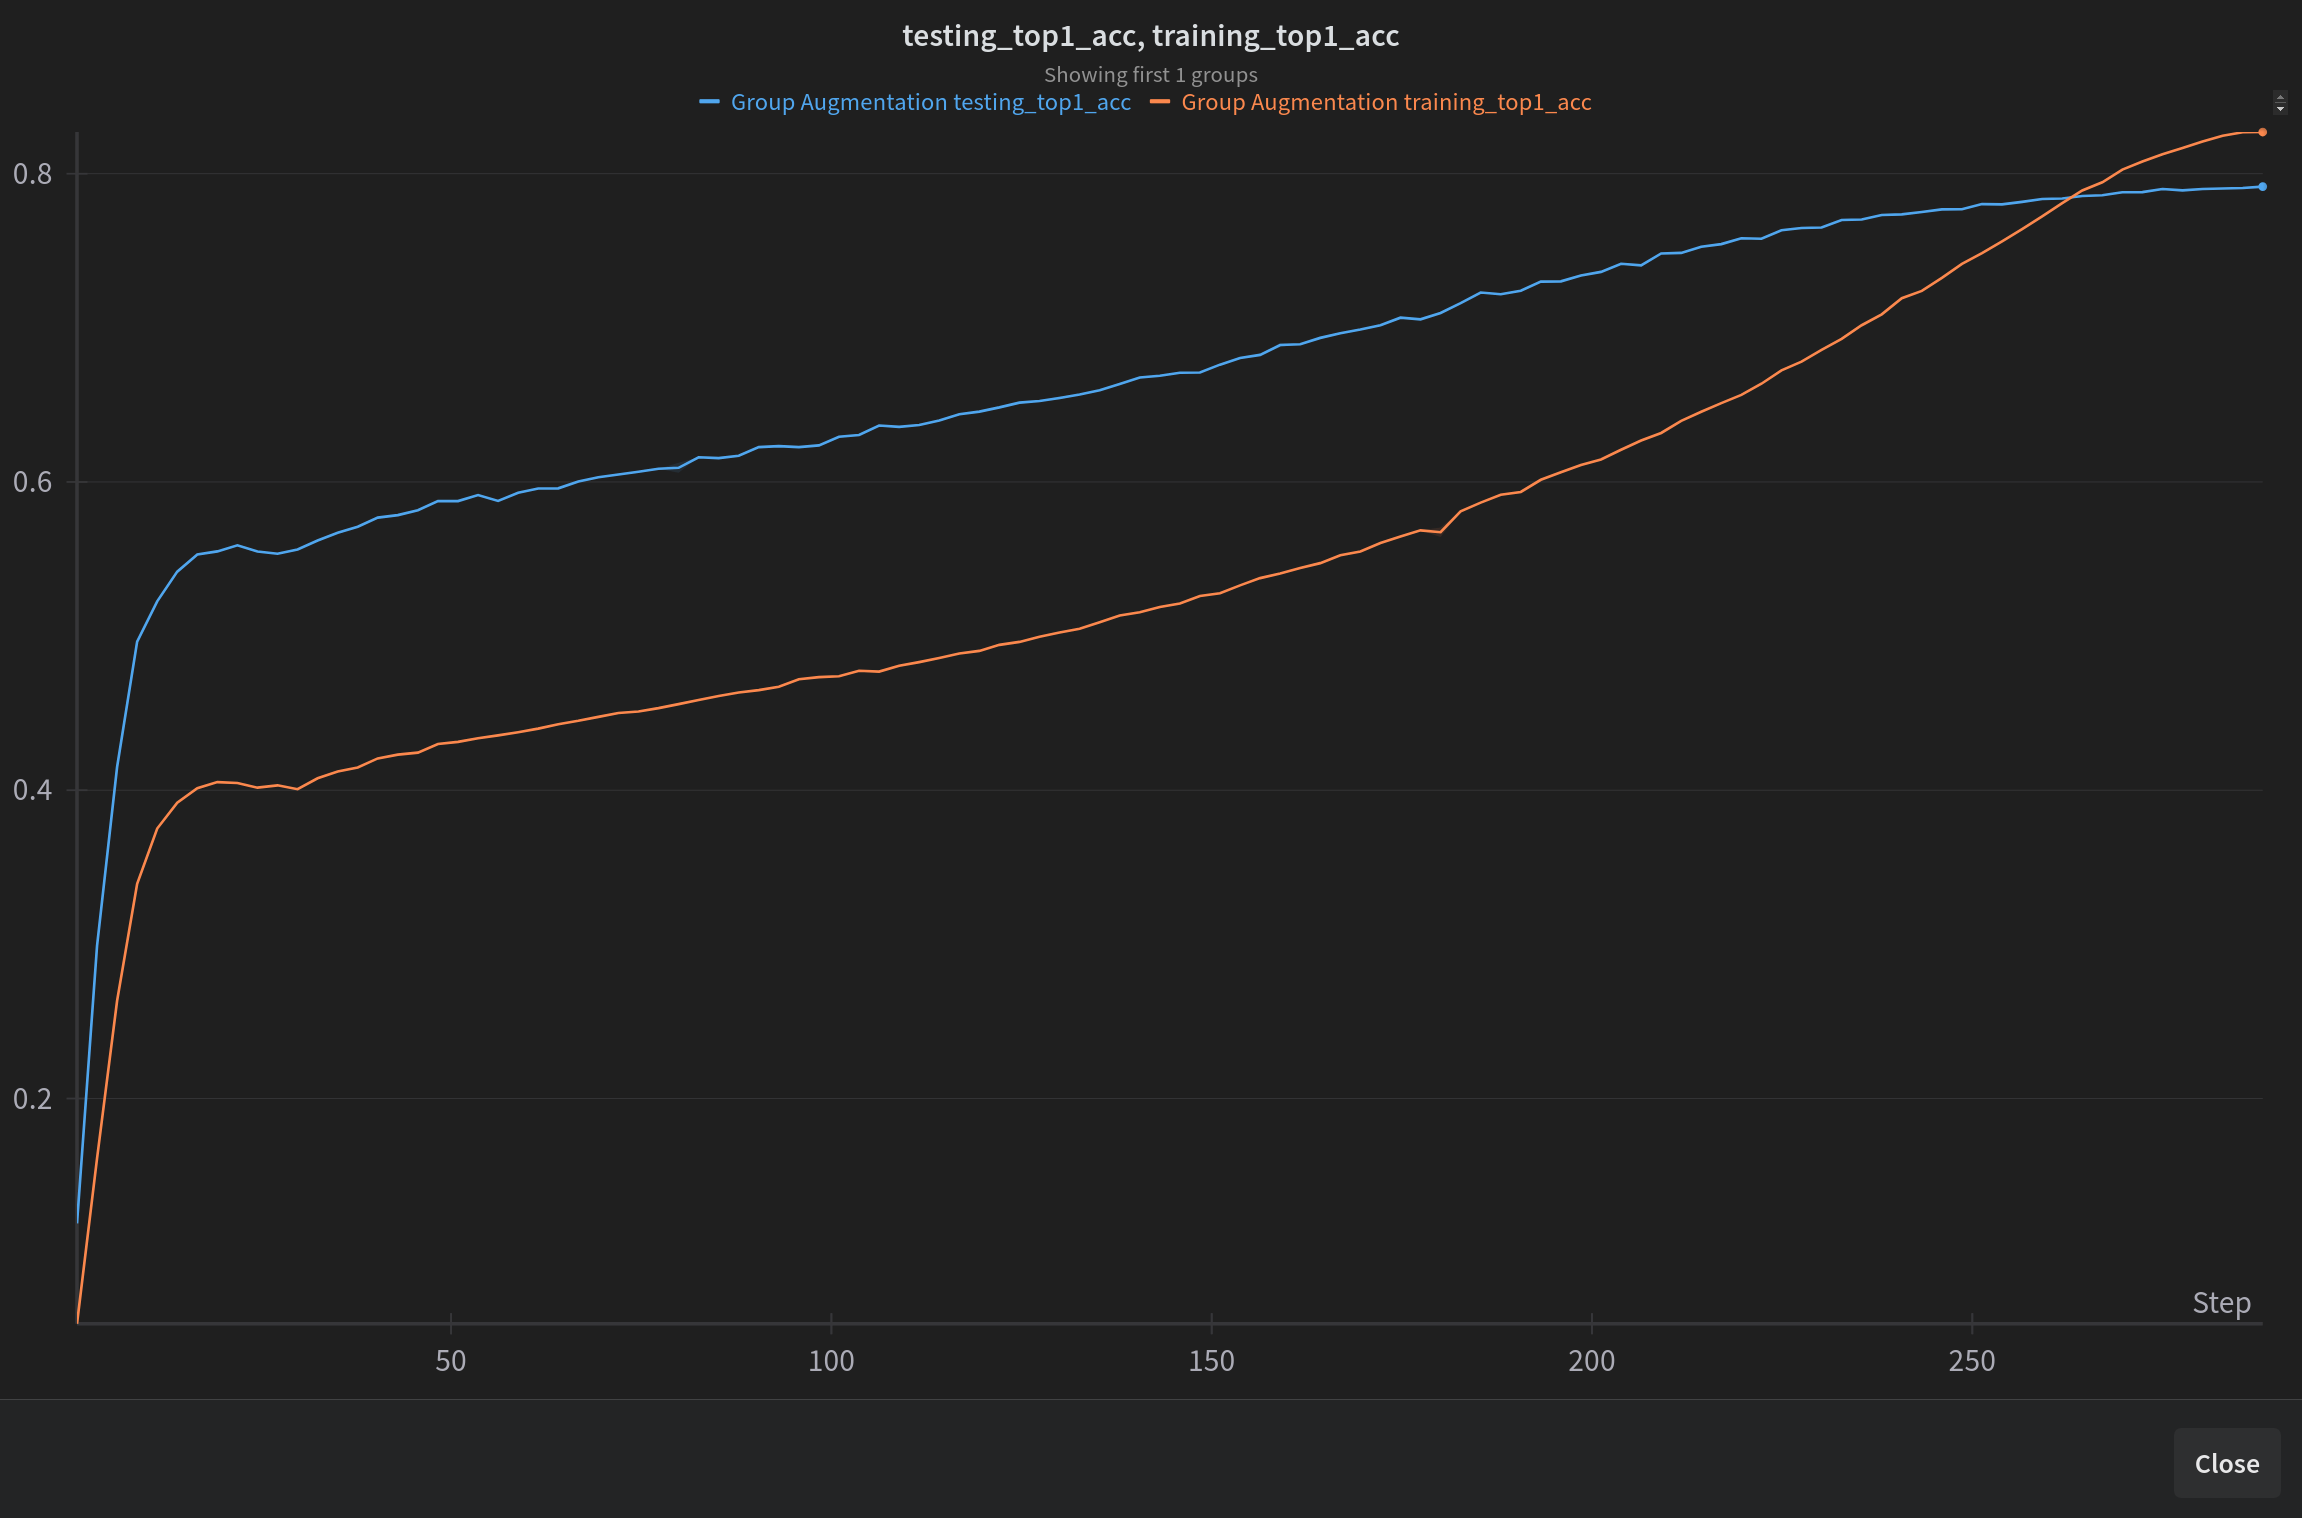 testing_top1_acc, training_top1_acc
Showing first 1 groups
Group Augmentation testing_top1_acc Group Augmentation training_top1_acc
0.8
0.6
0.4
0.2
Step
50 100 150 200 250
Close